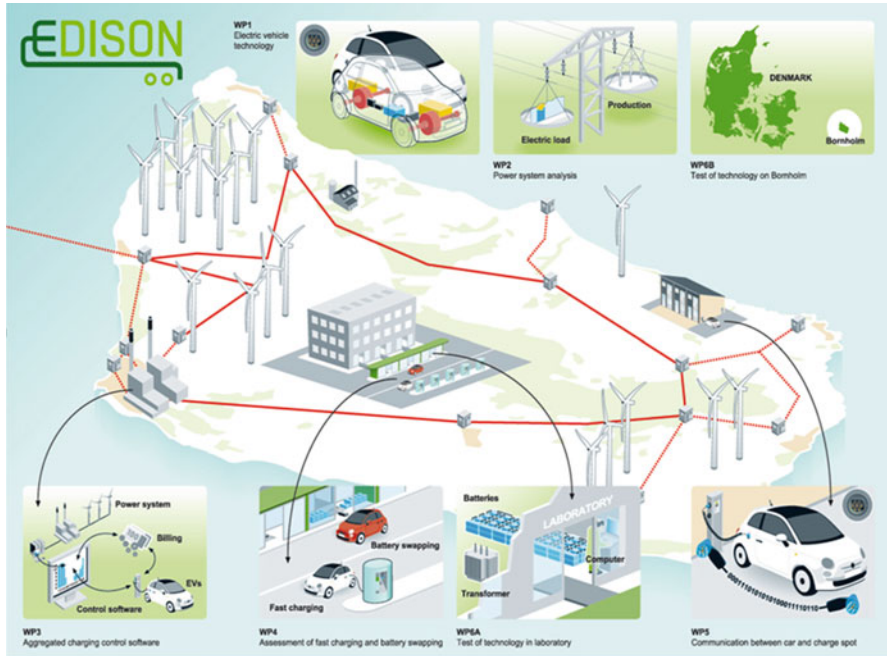 EDISON
WP1
Electric vehicle
technology
Electric load
Production
WP2
Power system analysis
DENMARK
Bornholm
WP6B
Test of technology on Bornholm
Power system
Billing
EVs
Control software
WP3
Aggregated charging control software
Battery swapping
Fast charging
WP4
Assessment of fast charging and battery swapping
Batteries
LABORATORY
Computer
Transformer
WP6A
Test of technology in laboratory
WP5
Communication between car and charge spot